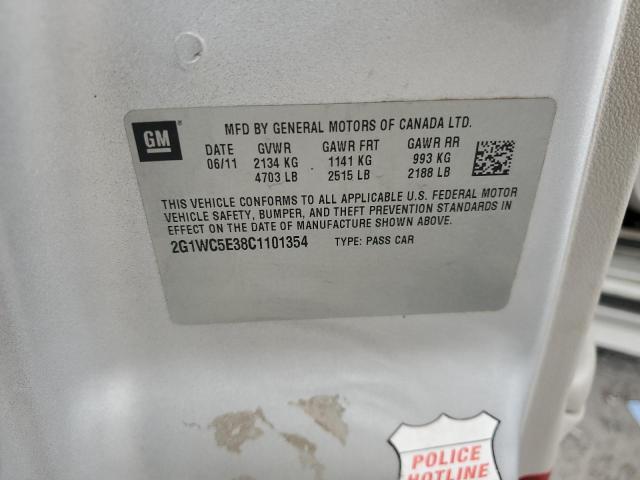 GM
MFD BY GENERAL MOTORS OF CANADA LTD.
DATE GVWR GAWR FRT GAWR RR
06/11 2134 KG 1141 KG 993 KG
4703 LB 2515 LB 2188 LB
THIS VEHICLE CONFORMS TO ALL APPLICABLE U.S. FEDERAL MOTOR
VEHICLE SAFETY, BUMPER, AND THEFT PREVENTION STANDARDS IN
EFFECT ON THE DATE OF MANUFACTURE SHOWN ABOVE.
2G1WC5E38C1101354 TYPE: PASS CAR
POLICE
HOTLINE